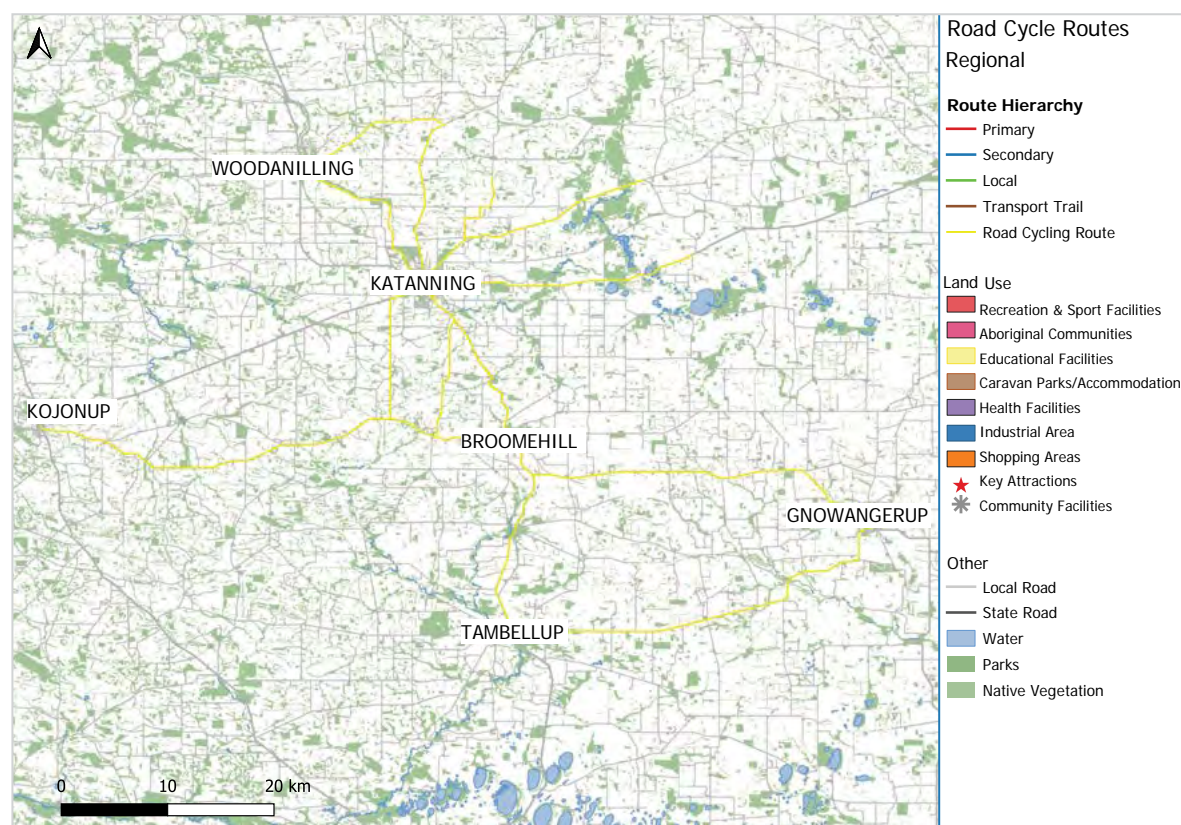 Road Cycle Routes
Regional
Route Hierarchy
Primary
Secondary
Local
Transport Trail
Road Cycling Route
Land Use
Recreation & Sport Facilities
Aboriginal Communities
Educational Facilities
Caravan Parks/Accommodation
Health Facilities
Industrial Area
Shopping Areas
Key Attractions
Community Facilities
Other
Local Road
State Road
Water
Parks
Native Vegetation
WOODANILLING
KATANNING
KOJONUP
BROOMEHILL
GNOWANGERUP
TAMBELLUP
0 10 20 km